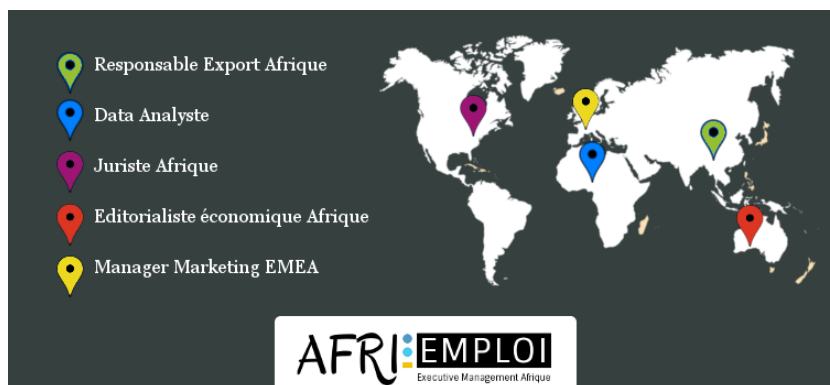 Responsable Export Afrique
Data Analyste
Juriste Afrique
Editorialiste économique Afrique
Manager Marketing EMEA
AFRI EMPLOI
Executive Management Afrique